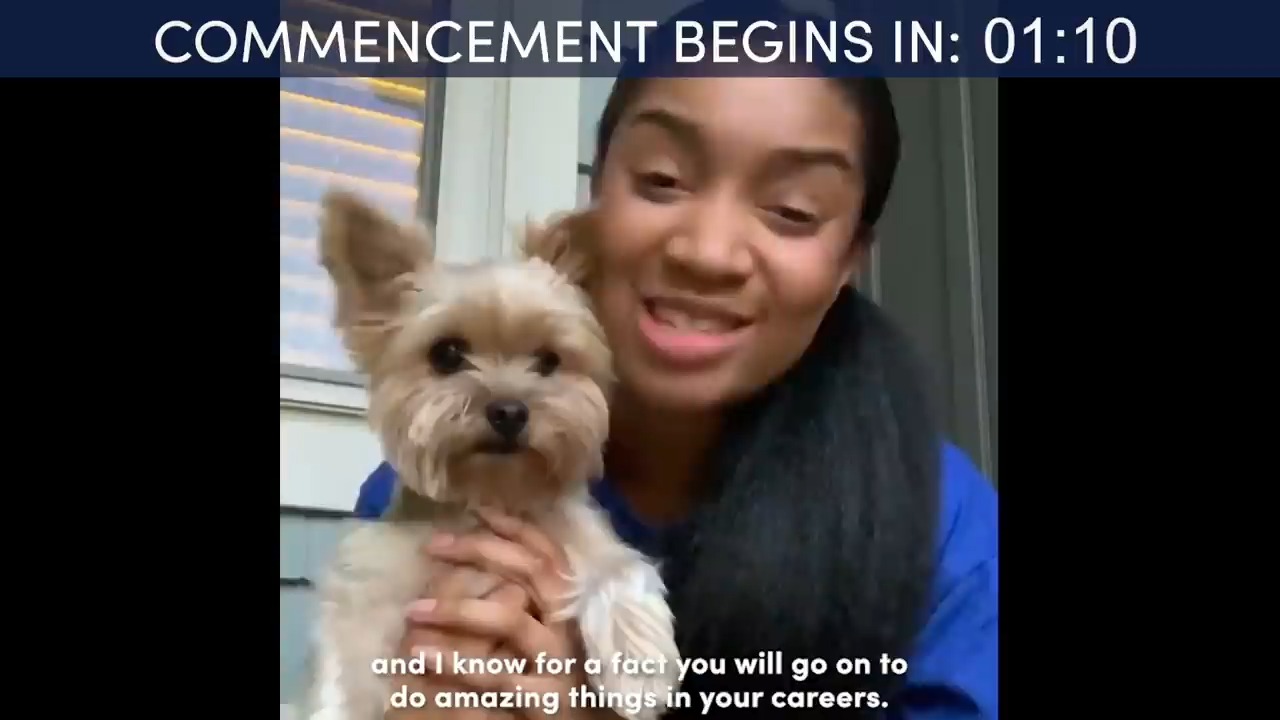 COMMENCEMENT BEGINS IN: 01:10
and I know for a fact you will go on to
do amazing things in your careers.